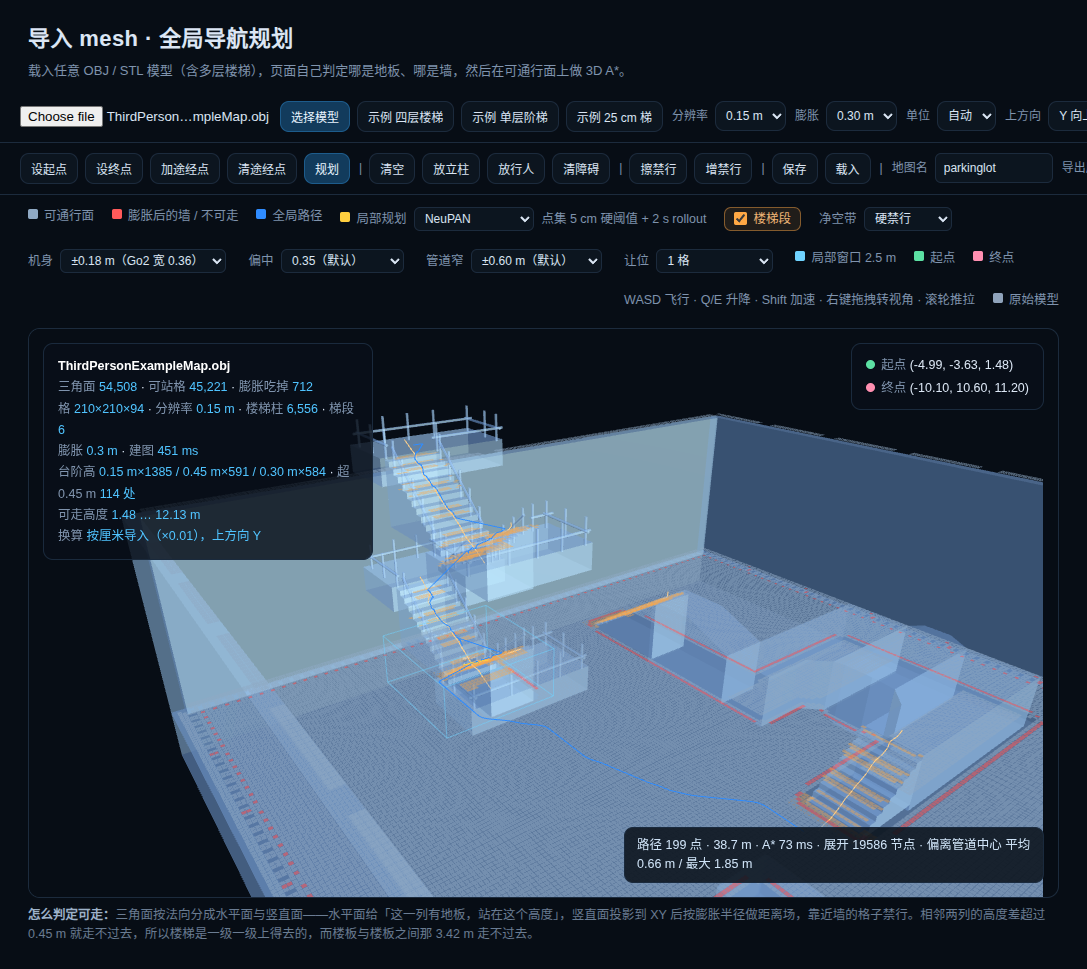 导入 mesh · 全局导航规划
载入任意 OBJ / STL 模型（含多层楼梯），页面自己判定哪是地板、哪是墙，然后在可通行面上做 3D A*。
Choose file ThirdPerson…mpleMap.obj 选择模型 示例 四层楼梯 示例 单层阶梯 示例 25 cm 梯 分辨率 0.15 m 膨胀 0.30 m 单位 自动 上方向 Y 向
设起点 设终点 加途经点 清途经点 规划 | 清空 放立柱 放行人 清障碍 | 擦禁行 增禁行 | 保存 载入 | 地图名 parkinglot 导出
可通行面 膨胀后的墙 / 不可走 全局路径 局部规划 NeuPAN 点集 5 cm 硬阈值 + 2 s rollout 楼梯段 净空带 硬禁行
机身 ±0.18 m（Go2 宽 0.36） 偏中 0.35（默认） 管道窄 ±0.60 m（默认） 让位 1 格 局部窗口 2.5 m 起点 终点
WASD 飞行 · Q/E 升降 · Shift 加速 · 右键拖拽转视角 · 滚轮推拉 原始模型
ThirdPersonExampleMap.obj
三角面 54,508 · 可站格 45,221 · 膨胀吃掉 712
格 210×210×94 · 分辨率 0.15 m · 楼梯柱 6,556 · 梯段
6
膨胀 0.3 m · 建图 451 ms
台阶高 0.15 m×1385 / 0.45 m×591 / 0.30 m×584 · 超
0.45 m 114 处
可走高度 1.48 … 12.13 m
换算 按厘米导入（×0.01），上方向 Y
起点 (-4.99, -3.63, 1.48)
终点 (-10.10, 10.60, 11.20)
路径 199 点 · 38.7 m · A* 73 ms · 展开 19586 节点 · 偏离管道中心 平均
0.66 m / 最大 1.85 m
怎么判定可走：三角面按法向分成水平面与竖直面——水平面给「这一列有地板，站在这个高度」，竖直面投影到 XY 后按膨胀半径做距离场，靠近墙的格子禁行。相邻两列的高度差超过
0.45 m 就走不过去，所以楼梯是一级一级上得去的，而楼板与楼板之间那 3.42 m 走不过去。